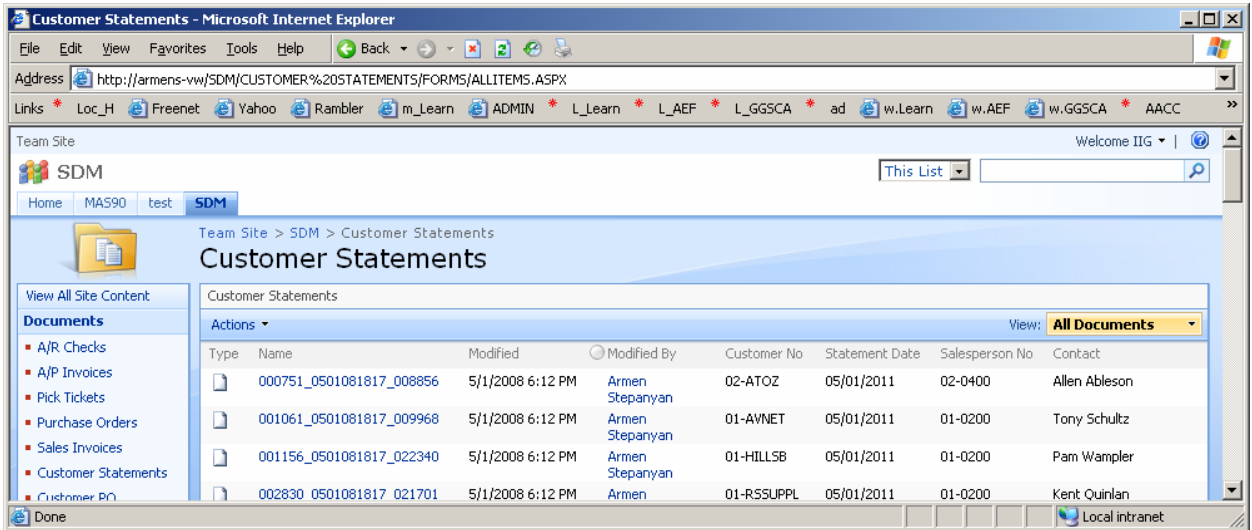 Customer Statements - Microsoft Internet Explorer
File Edit View Favorites Tools Help Back
Address http://armens-vw/SDM/CUSTOMER%20STATEMENTS/FORMS/ALLITEMS.ASPX
Links Loc_H Freenet Yahoo Rambler m_Learn ADMIN L_Learn L_AEF L_GGSCA ad w.Learn w.AEF w.GGSCA AACC »
Team Site Welcome IIG
SDM This List
Home MAS90 test SDM
Team Site > SDM > Customer Statements
Customer Statements
View All Site Content
Documents
A/R Checks
A/P Invoices
Pick Tickets
Purchase Orders
Sales Invoices
Customer Statements
Customer PO
Customer Statements
Actions View: All Documents
Type Name Modified Modified By Customer No Statement Date Salesperson No Contact
000751_0501081817_008856 5/1/2008 6:12 PM Armen Stepanyan 02-ATOZ 05/01/2011 02-0400 Allen Ableson
001061_0501081817_009968 5/1/2008 6:12 PM Armen Stepanyan 01-AVNET 05/01/2011 01-0200 Tony Schultz
001156_0501081817_022340 5/1/2008 6:12 PM Armen Stepanyan 01-HILLSB 05/01/2011 01-0200 Pam Wampler
002830_0501081817_021701 5/1/2008 6:12 PM Armen 01-RSSUPPL 05/01/2011 01-0200 Kent Quinlan
Done Local intranet